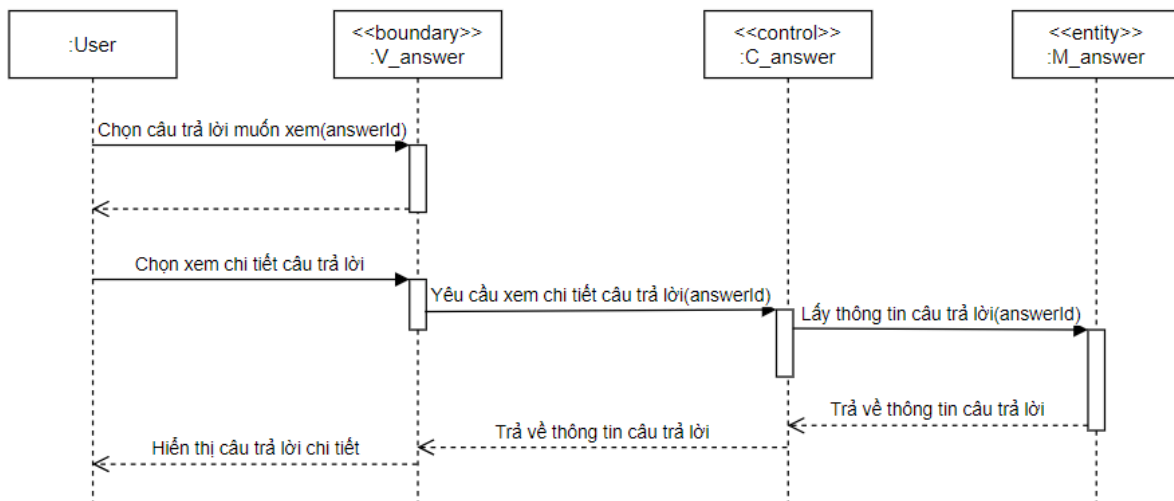 :User
<<boundary>>
:V_answer
<<control>>
:C_answer
<<entity>>
:M_answer
Chọn câu trả lời muốn xem(answerId)
Chọn xem chi tiết câu trả lời
Yêu cầu xem chi tiết câu trả lời(answerId)
Lấy thông tin câu trả lời(answerId)
Trả về thông tin câu trả lời
Trả về thông tin câu trả lời
Hiển thị câu trả lời chi tiết